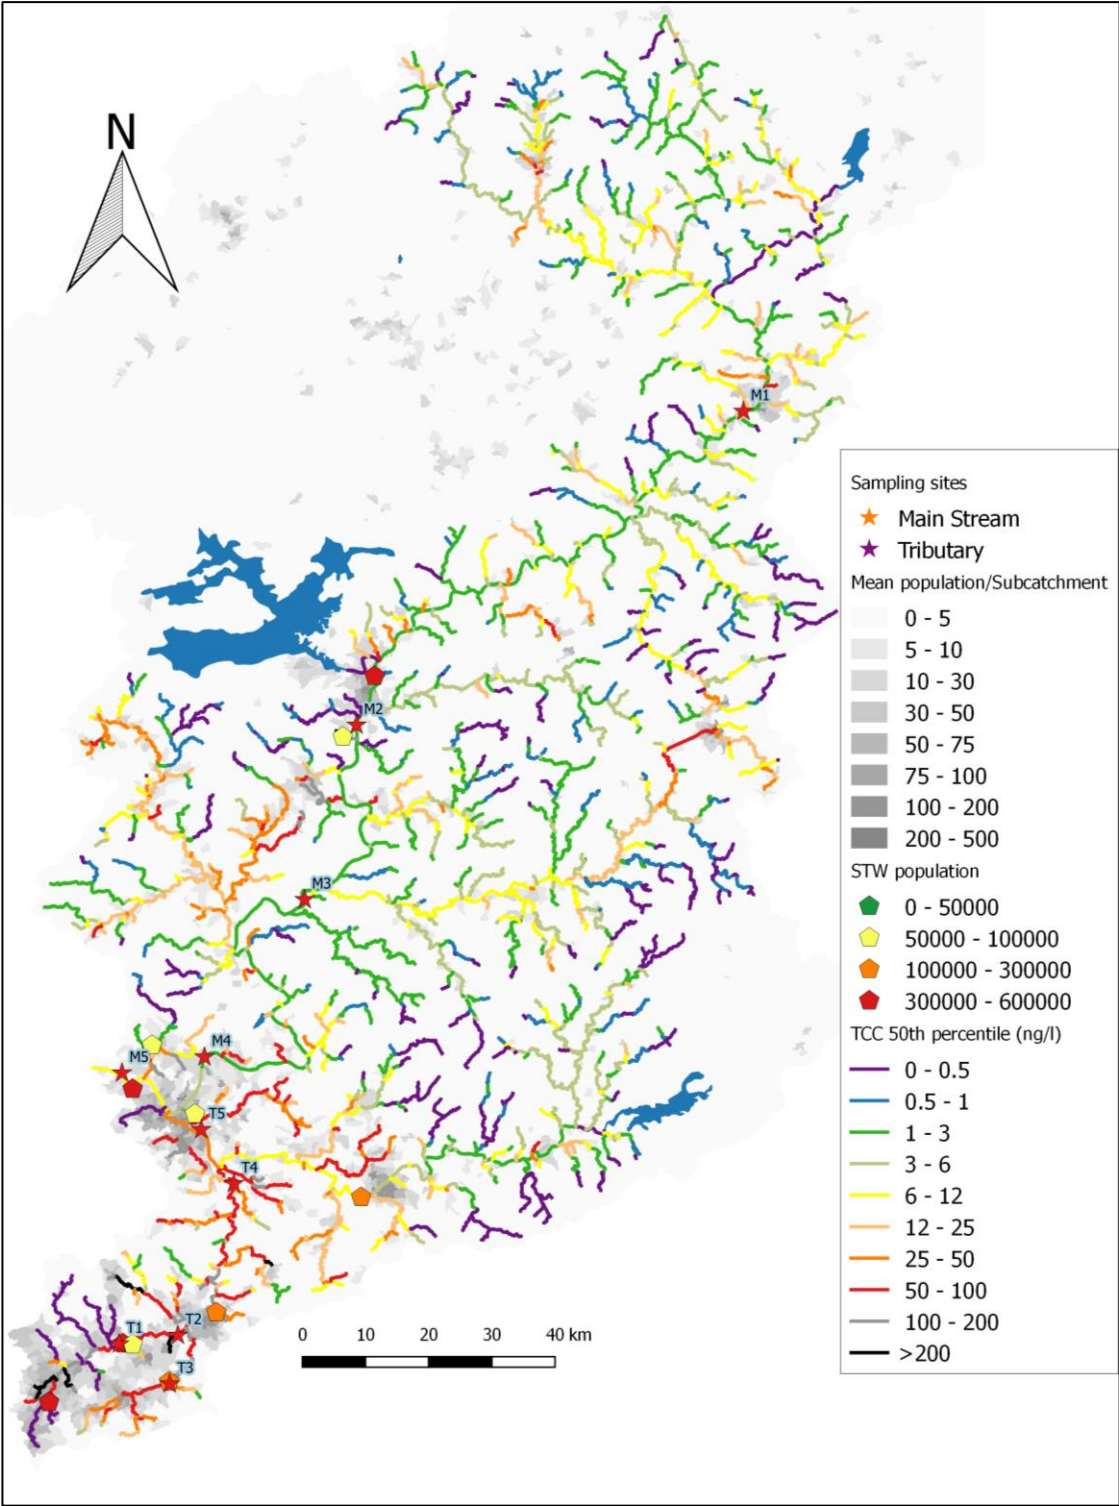 N
M1
M2
M3
M4
M5
T5
T4
T1
T2
T3
0 10 20 30 40 km
Sampling sites
Main Stream
Tributary
Mean population/Subcatchment
0 - 5
5 - 10
10 - 30
30 - 50
50 - 75
75 - 100
100 - 200
200 - 500
STW population
0 - 50000
50000 - 100000
100000 - 300000
300000 - 600000
TCC 50th percentile (ng/l)
0 - 0.5
0.5 - 1
1 - 3
3 - 6
6 - 12
12 - 25
25 - 50
50 - 100
100 - 200
>200